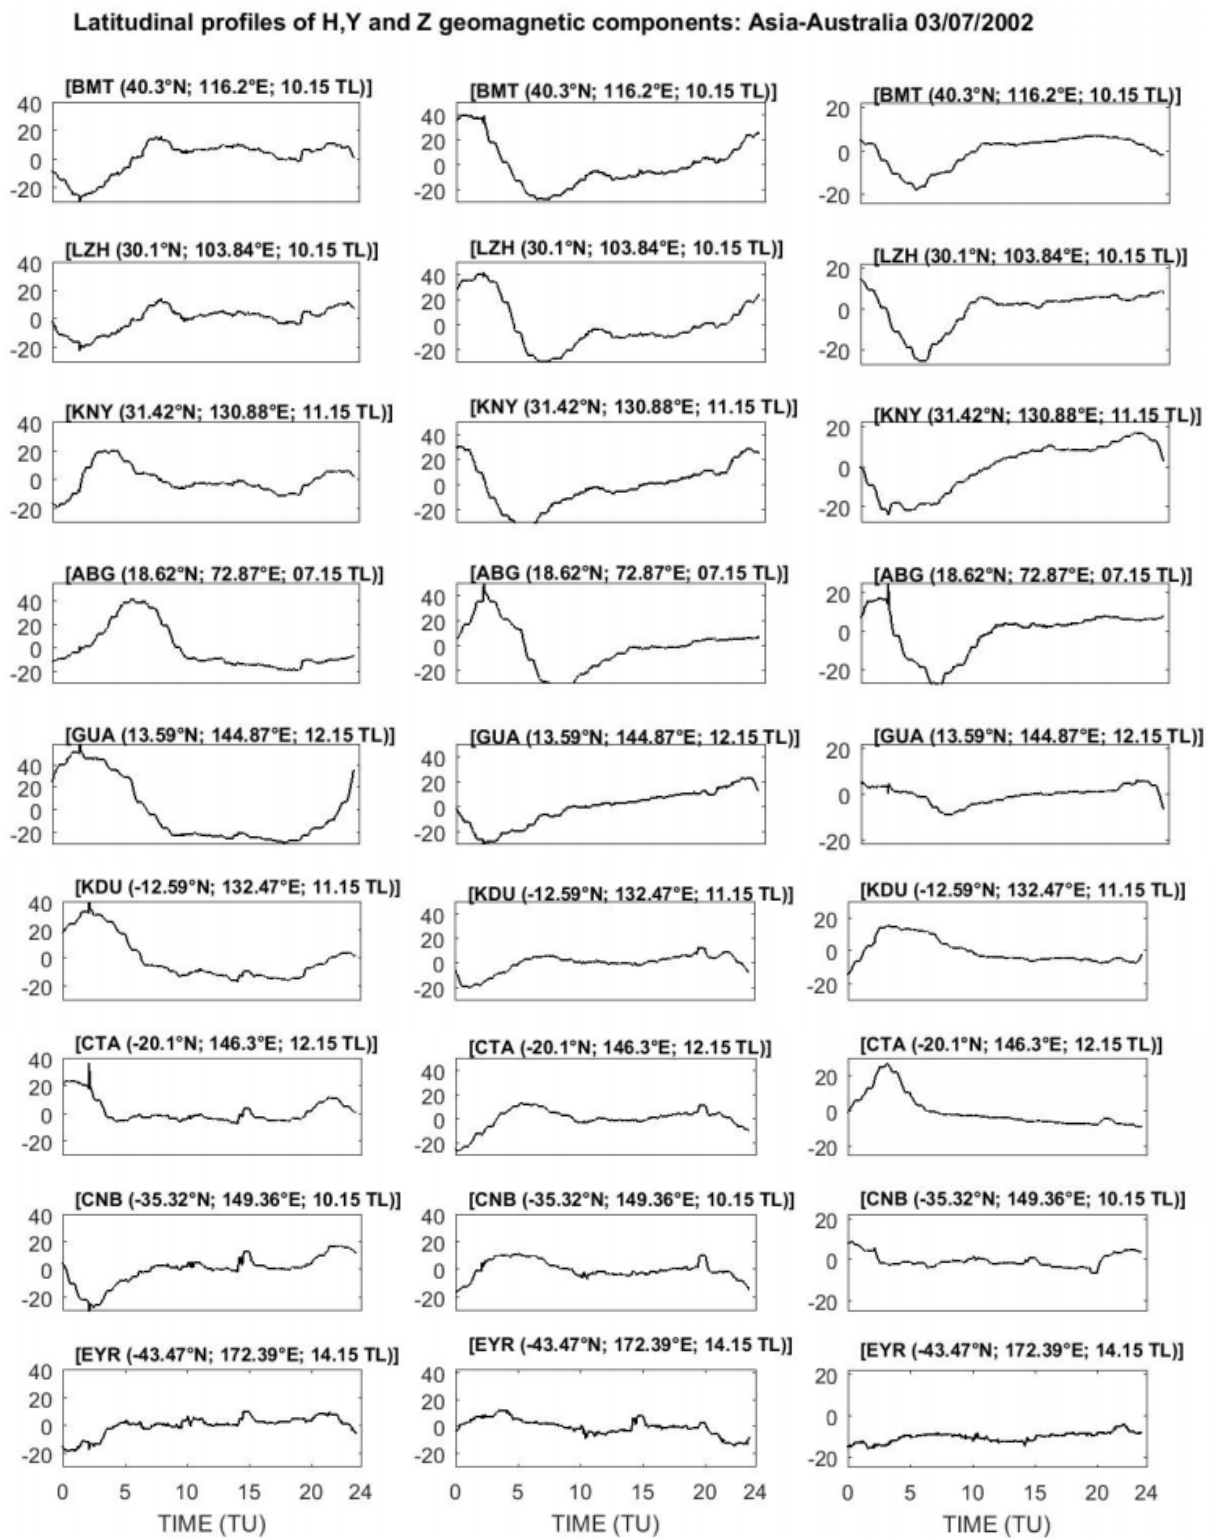 Latitudinal profiles of H,Y and Z geomagnetic components: Asia-Australia 03/07/2002
[BMT (40.3°N; 116.2°E; 10.15 TL)]
40
20
0
-20
[BMT (40.3°N; 116.2°E; 10.15 TL)]
40
20
0
-20
[BMT (40.3°N; 116.2°E; 10.15 TL)]
20
0
-20
[LZH (30.1°N; 103.84°E; 10.15 TL)]
40
20
0
-20
[LZH (30.1°N; 103.84°E; 10.15 TL)]
40
20
0
-20
[LZH (30.1°N; 103.84°E; 10.15 TL)]
20
0
-20
[KNY (31.42°N; 130.88°E; 11.15 TL)]
40
20
0
-20
[KNY (31.42°N; 130.88°E; 11.15 TL)]
40
20
0
-20
[KNY (31.42°N; 130.88°E; 11.15 TL)]
20
0
-20
[ABG (18.62°N; 72.87°E; 07.15 TL)]
40
20
0
-20
[ABG (18.62°N; 72.87°E; 07.15 TL)]
40
20
0
-20
[ABG (18.62°N; 72.87°E; 07.15 TL)]
20
0
-20
[GUA (13.59°N; 144.87°E; 12.15 TL)]
40
20
0
-20
[GUA (13.59°N; 144.87°E; 12.15 TL)]
40
20
0
-20
[GUA (13.59°N; 144.87°E; 12.15 TL)]
20
0
-20
[KDU (-12.59°N; 132.47°E; 11.15 TL)]
40
20
0
-20
[KDU (-12.59°N; 132.47°E; 11.15 TL)]
40
20
0
-20
[KDU (-12.59°N; 132.47°E; 11.15 TL)]
20
0
-20
[CTA (-20.1°N; 146.3°E; 12.15 TL)]
40
20
0
-20
[CTA (-20.1°N; 146.3°E; 12.15 TL)]
40
20
0
-20
[CTA (-20.1°N; 146.3°E; 12.15 TL)]
20
0
-20
[CNB (-35.32°N; 149.36°E; 10.15 TL)]
40
20
0
-20
[CNB (-35.32°N; 149.36°E; 10.15 TL)]
40
20
0
-20
[CNB (-35.32°N; 149.36°E; 10.15 TL)]
20
0
-20
[EYR (-43.47°N; 172.39°E; 14.15 TL)]
40
20
0
-20
0 5 10 15 20 24
TIME (TU)
[EYR (-43.47°N; 172.39°E; 14.15 TL)]
40
20
0
-20
0 5 10 15 20 24
TIME (TU)
[EYR (-43.47°N; 172.39°E; 14.15 TL)]
20
0
-20
0 5 10 15 20 24
TIME (TU)